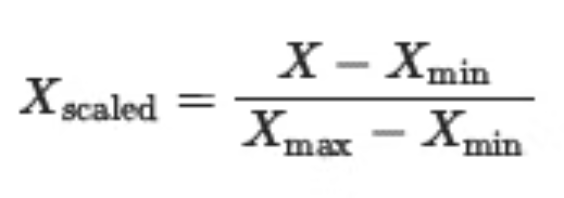 X_scaled = (X − X_min) / (X_max − X_min)